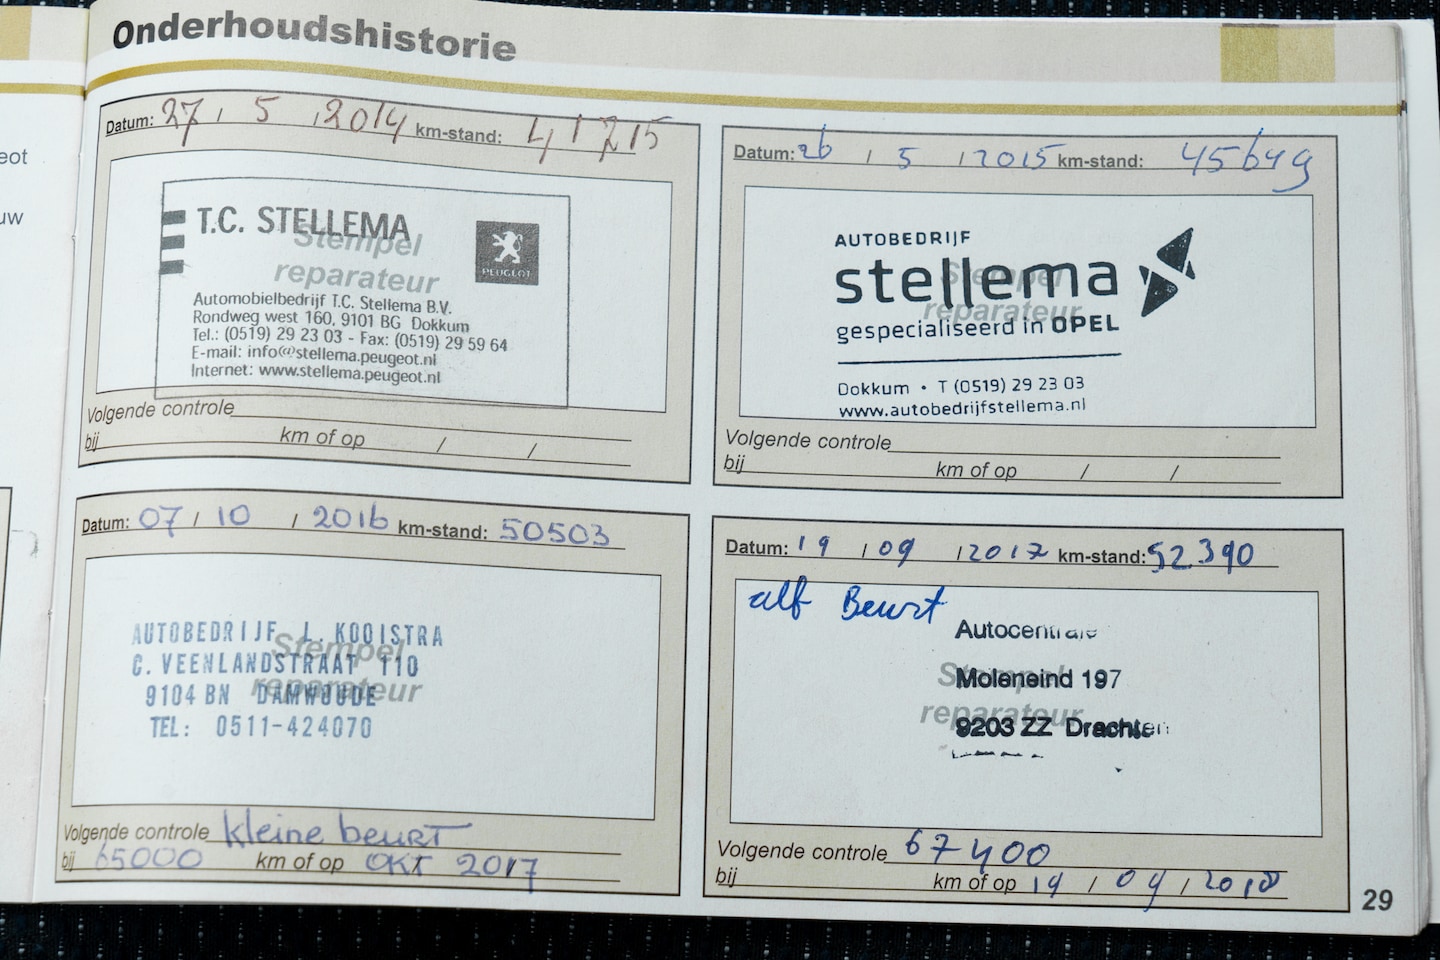 eot
uw
Onderhoudshistorie
Datum: 27 / 5 / 2014 km-stand: 41715
Stempel
reparateur
T.C. STELLEMA
PEUGEOT
Automobielbedrijf T.C. Stellema B.V.
Rondweg west 160, 9101 BG Dokkum
Tel.: (0519) 29 23 03 - Fax: (0519) 29 59 64
E-mail: info@stellema.peugeot.nl
Internet: www.stellema.peugeot.nl
Volgende controle
bij km of op / /
Datum: 26 / 5 / 2015 km-stand: 45649
Stempel
reparateur
AUTOBEDRIJF
stellema
gespecialiseerd in OPEL
Dokkum • T (0519) 29 23 03
www.autobedrijfstellema.nl
Volgende controle
bij km of op / /
Datum: 07 / 10 / 2016 km-stand: 50503
Stempel
reparateur
AUTOBEDRIJF L. KOOISTRA
C. VEENLANDSTRAAT 110
9104 BN DAMWOUDE
TEL: 0511-424070
Volgende controle kleine beurt
bij 65000 km of op OKT 2017
Datum: 19 / 09 / 2017 km-stand: 52.390
alf Beurt
Stempel
reparateur
Autocentrale
Moleneind 197
9203 ZZ Drachten
Volgende controle 67400
bij km of op 19 / 09 / 2018
29